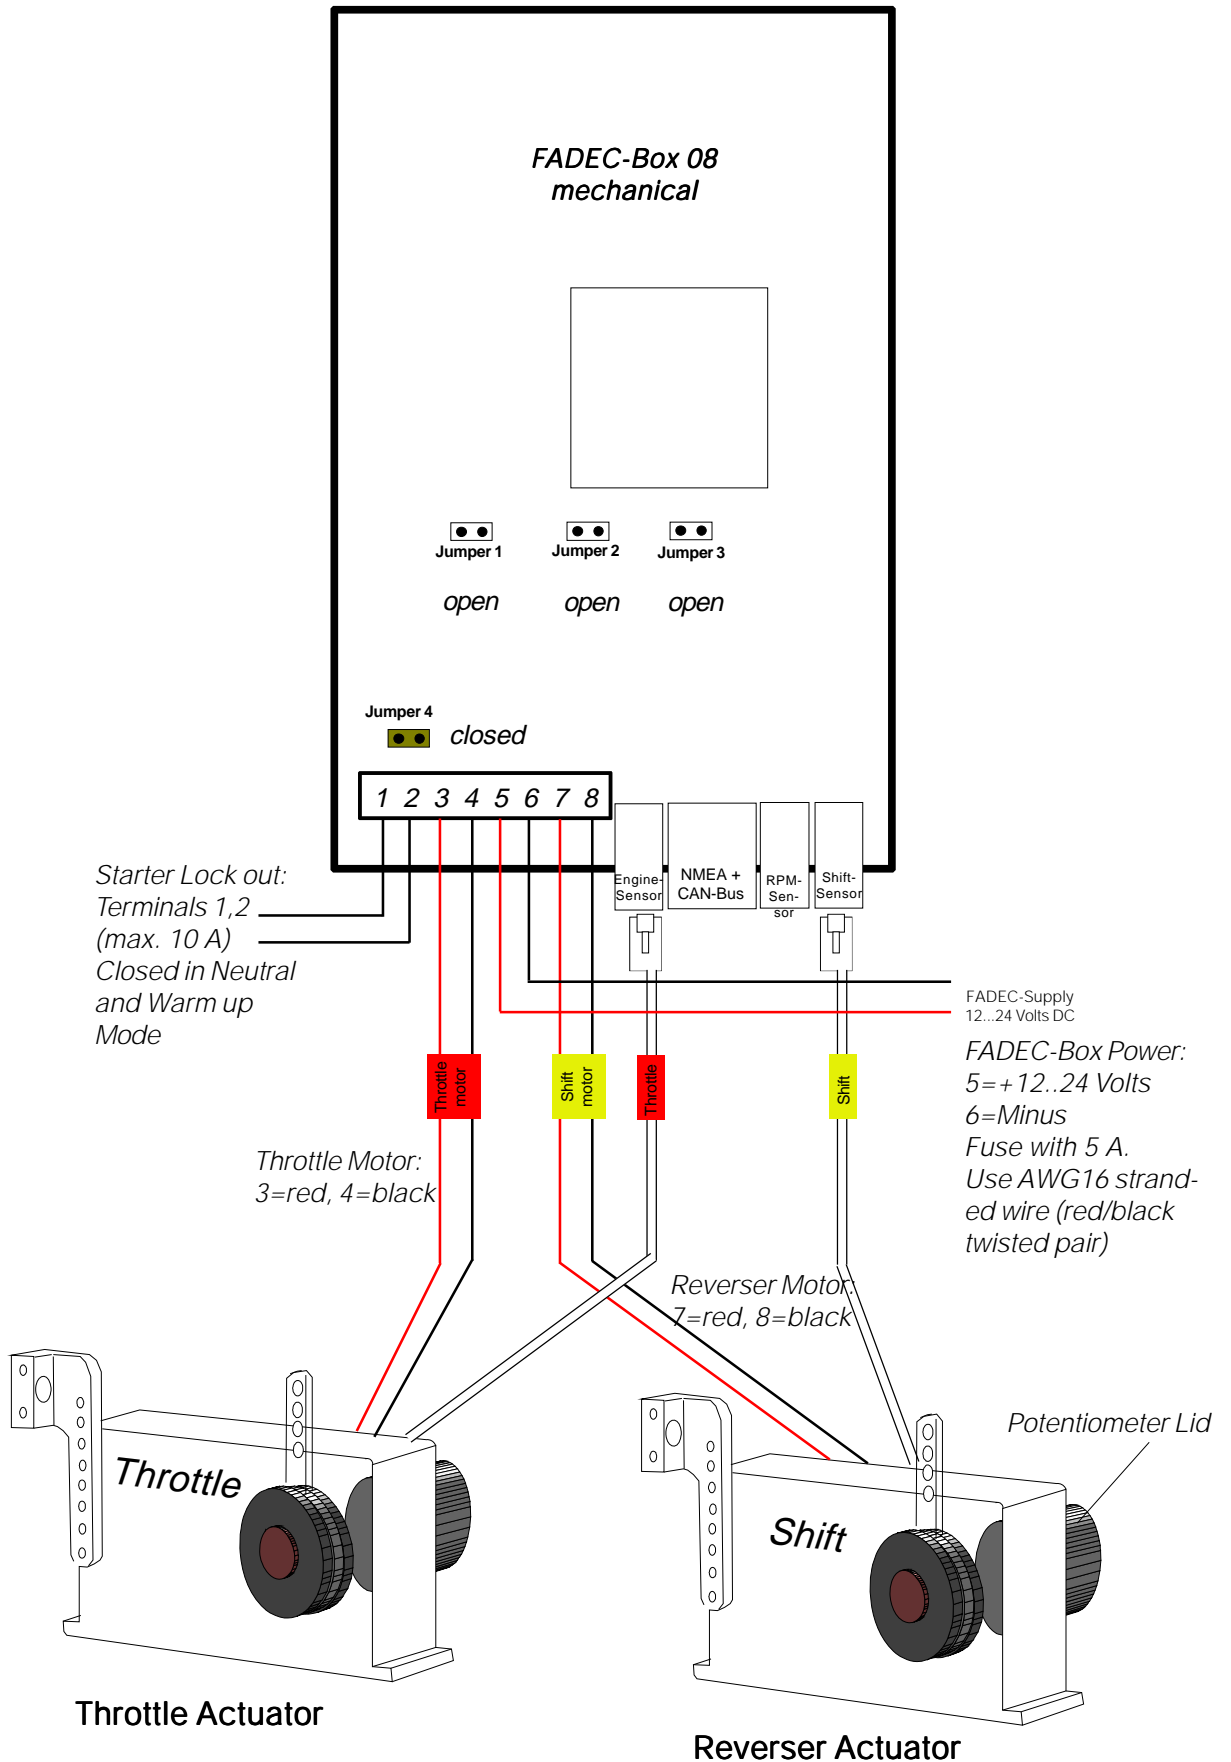 FADEC-Box 08
mechanical
Jumper 1
Jumper 2
Jumper 3
open
open
open
Jumper 4
closed
1 2 3 4 5 6 7 8
Engine-
Sensor
NMEA +
CAN-Bus
RPM-
Sen-
sor
Shift-
Sensor
Starter Lock out:
Terminals 1,2
(max. 10 A)
Closed in Neutral
and Warm up
Mode
FADEC-Supply
12...24 Volts DC
FADEC-Box Power:
5=+12..24 Volts
6=Minus
Fuse with 5 A.
Use AWG16 strand-
ed wire (red/black
twisted pair)
Throttle
motor
Shift
motor
Throttle
Shift
Throttle Motor:
3=red, 4=black
Reverser Motor:
7=red, 8=black
Potentiometer Lid
Throttle
Shift
Throttle Actuator
Reverser Actuator